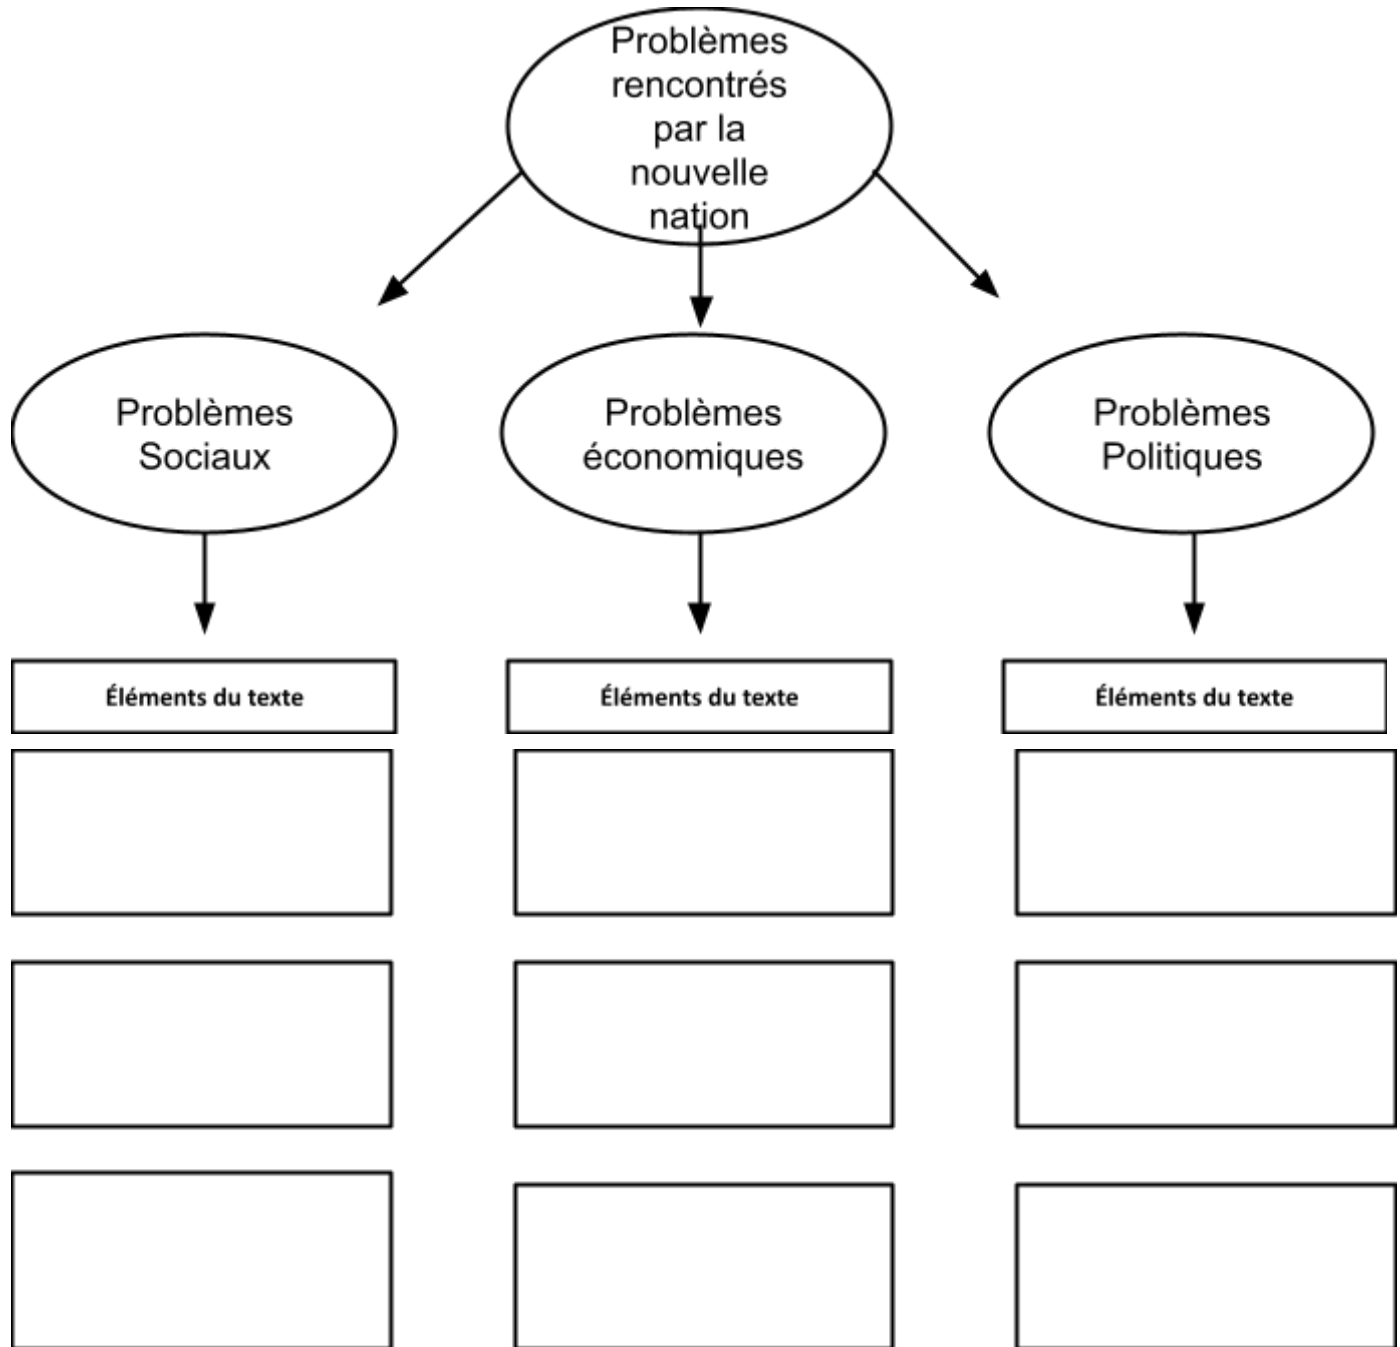 Problèmes
rencontrés
par la
nouvelle
nation
Problèmes
Sociaux
Problèmes
économiques
Problèmes
Politiques
Éléments du texte
Éléments du texte
Éléments du texte